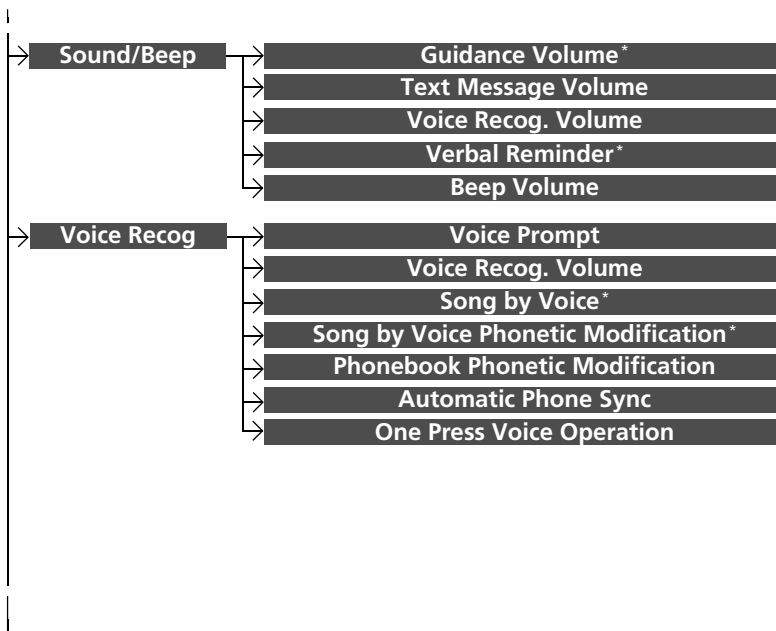 Sound/Beep
Guidance Volume*
Text Message Volume
Voice Recog. Volume
Verbal Reminder*
Beep Volume
Voice Recog
Voice Prompt
Voice Recog. Volume
Song by Voice*
Song by Voice Phonetic Modification*
Phonebook Phonetic Modification
Automatic Phone Sync
One Press Voice Operation